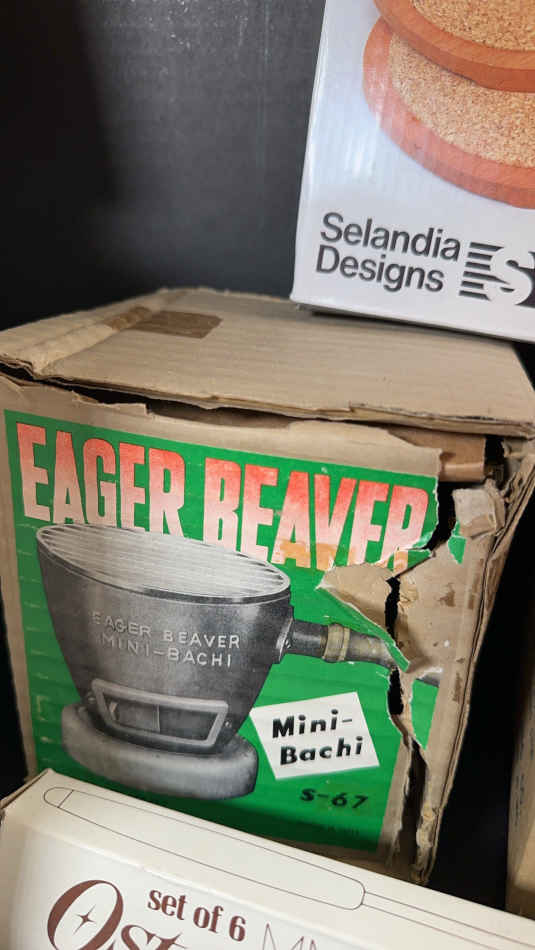 Selandia
Designs
S
EAGER BEAVER
EAGER BEAVER
MINI-BACHI
Mini-
Bachi
S-67
set of 6